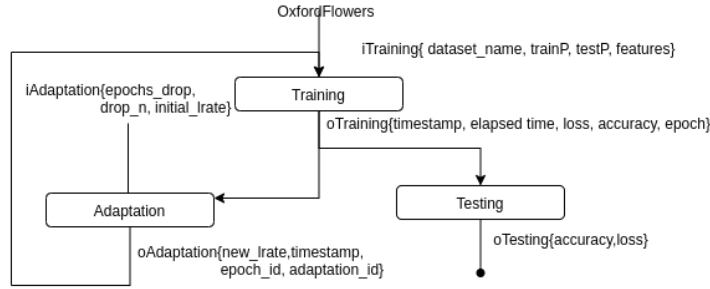 OxfordFlowers
iTraining{ dataset_name, trainP, testP, features}
iAdaptation{epochs_drop,
drop_n, initial_lrate}
Training
oTraining{timestamp, elapsed time, loss, accuracy, epoch}
Adaptation
Testing
oAdaptation{new_lrate,timestamp,
epoch_id, adaptation_id}
oTesting{accuracy,loss}